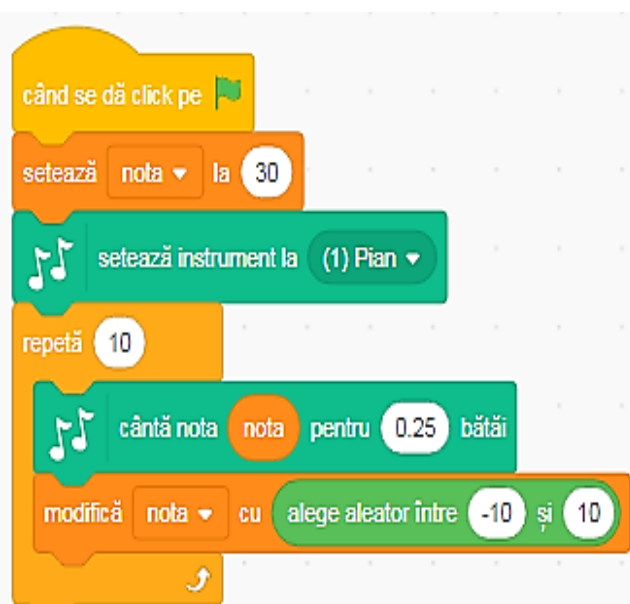 când se dă click pe
setează nota la 30
setează instrument la (1) Pian
repetă 10
cântă nota nota pentru 0.25 bătăi
modifică nota cu alege aleator între -10 și 10